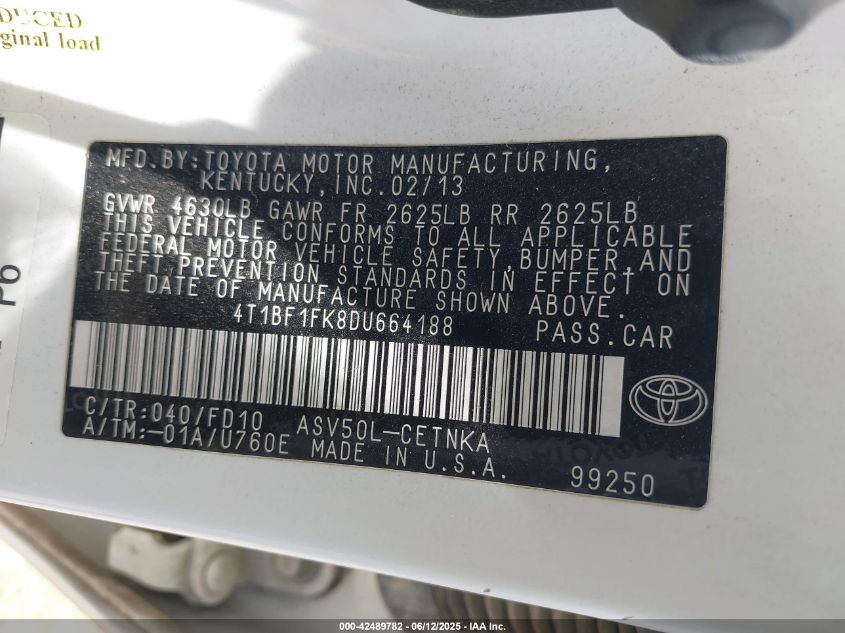 DUCED
ginal load
P6
MFD.BY:TOYOTA MOTOR MANUFACTURING,
KENTUCKY,INC.02/13
GVWR 4630LB GAWR FR 2625LB RR 2625LB
THIS VEHICLE CONFORMS TO ALL APPLICABLE
FEDERAL MOTOR VEHICLE SAFETY,BUMPER,AND
THEFT PREVENTION STANDARDS IN EFFECT ON
THE DATE OF MANUFACTURE SHOWN ABOVE.
4T1BF1FK8DU664188 PASS.CAR
C/TR:040/FD10 ASV50L-CETNKA
A/TM:-01A/U760E MADE IN U.S.A.
99250
000-42489782 - 06/12/2025 - IAA Inc.